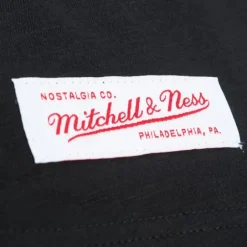 NOSTALGIA CO.
Mitchell & Ness
PHILADELPHIA, PA.